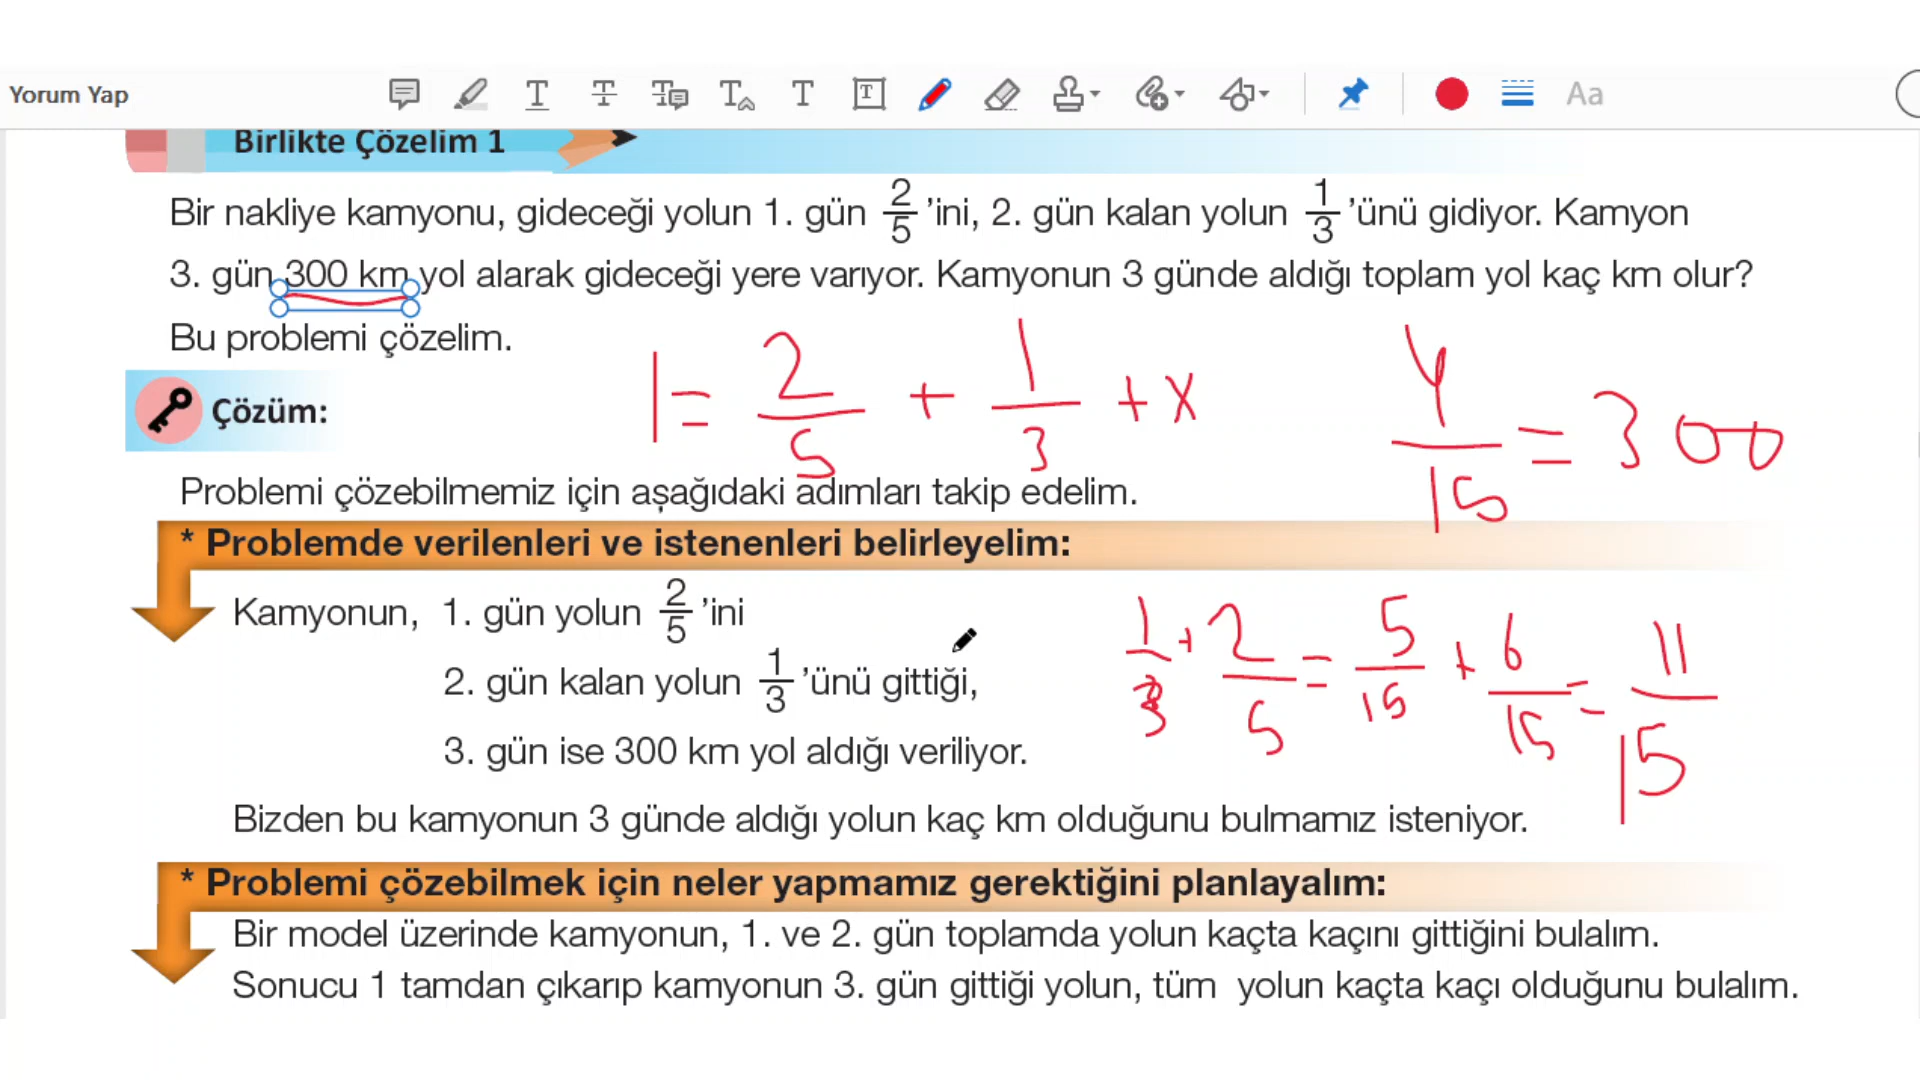 Yorum Yap
Aa
Birlikte Çözelim 1
Bir nakliye kamyonu, gideceği yolun 1. gün 2/5 'ini, 2. gün kalan yolun 1/3 'ünü gidiyor. Kamyon
3. gün 300 km yol alarak gideceği yere varıyor. Kamyonun 3 günde aldığı toplam yol kaç km olur?
Bu problemi çözelim.
1 = 2/5 + 1/3 + x
4/15 = 300
Çözüm:
Problemi çözebilmemiz için aşağıdaki adımları takip edelim.
* Problemde verilenleri ve istenenleri belirleyelim:
Kamyonun, 1. gün yolun 2/5 'ini
2. gün kalan yolun 1/3 'ünü gittiği,
1/3 + 2/5 = 5/15 + 6/15 = 11/15
3. gün ise 300 km yol aldığı veriliyor.
Bizden bu kamyonun 3 günde aldığı yolun kaç km olduğunu bulmamız isteniyor.
* Problemi çözebilmek için neler yapmamız gerektiğini planlayalım:
Bir model üzerinde kamyonun, 1. ve 2. gün toplamda yolun kaçta kaçını gittiğini bulalım.
Sonucu 1 tamdan çıkarıp kamyonun 3. gün gittiği yolun, tüm yolun kaçta kaçı olduğunu bulalım.